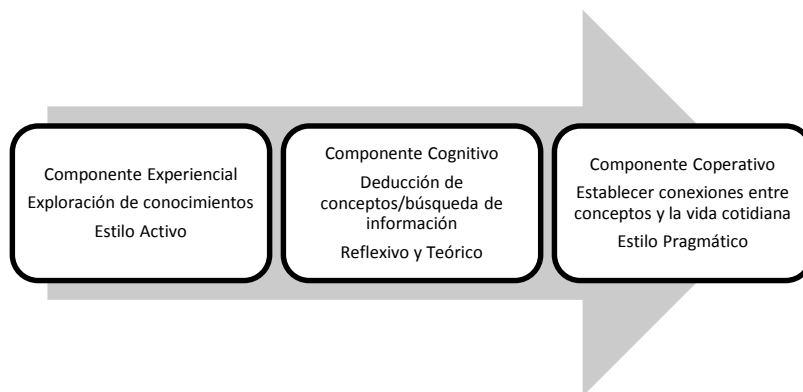 Componente Experiencial
Exploración de conocimientos
Estilo Activo
Componente Cognitivo
Deducción de
conceptos/búsqueda de
información
Reflexivo y Teórico
Componente Coperativo
Establecer conexiones entre
conceptos y la vida cotidiana
Estilo Pragmático